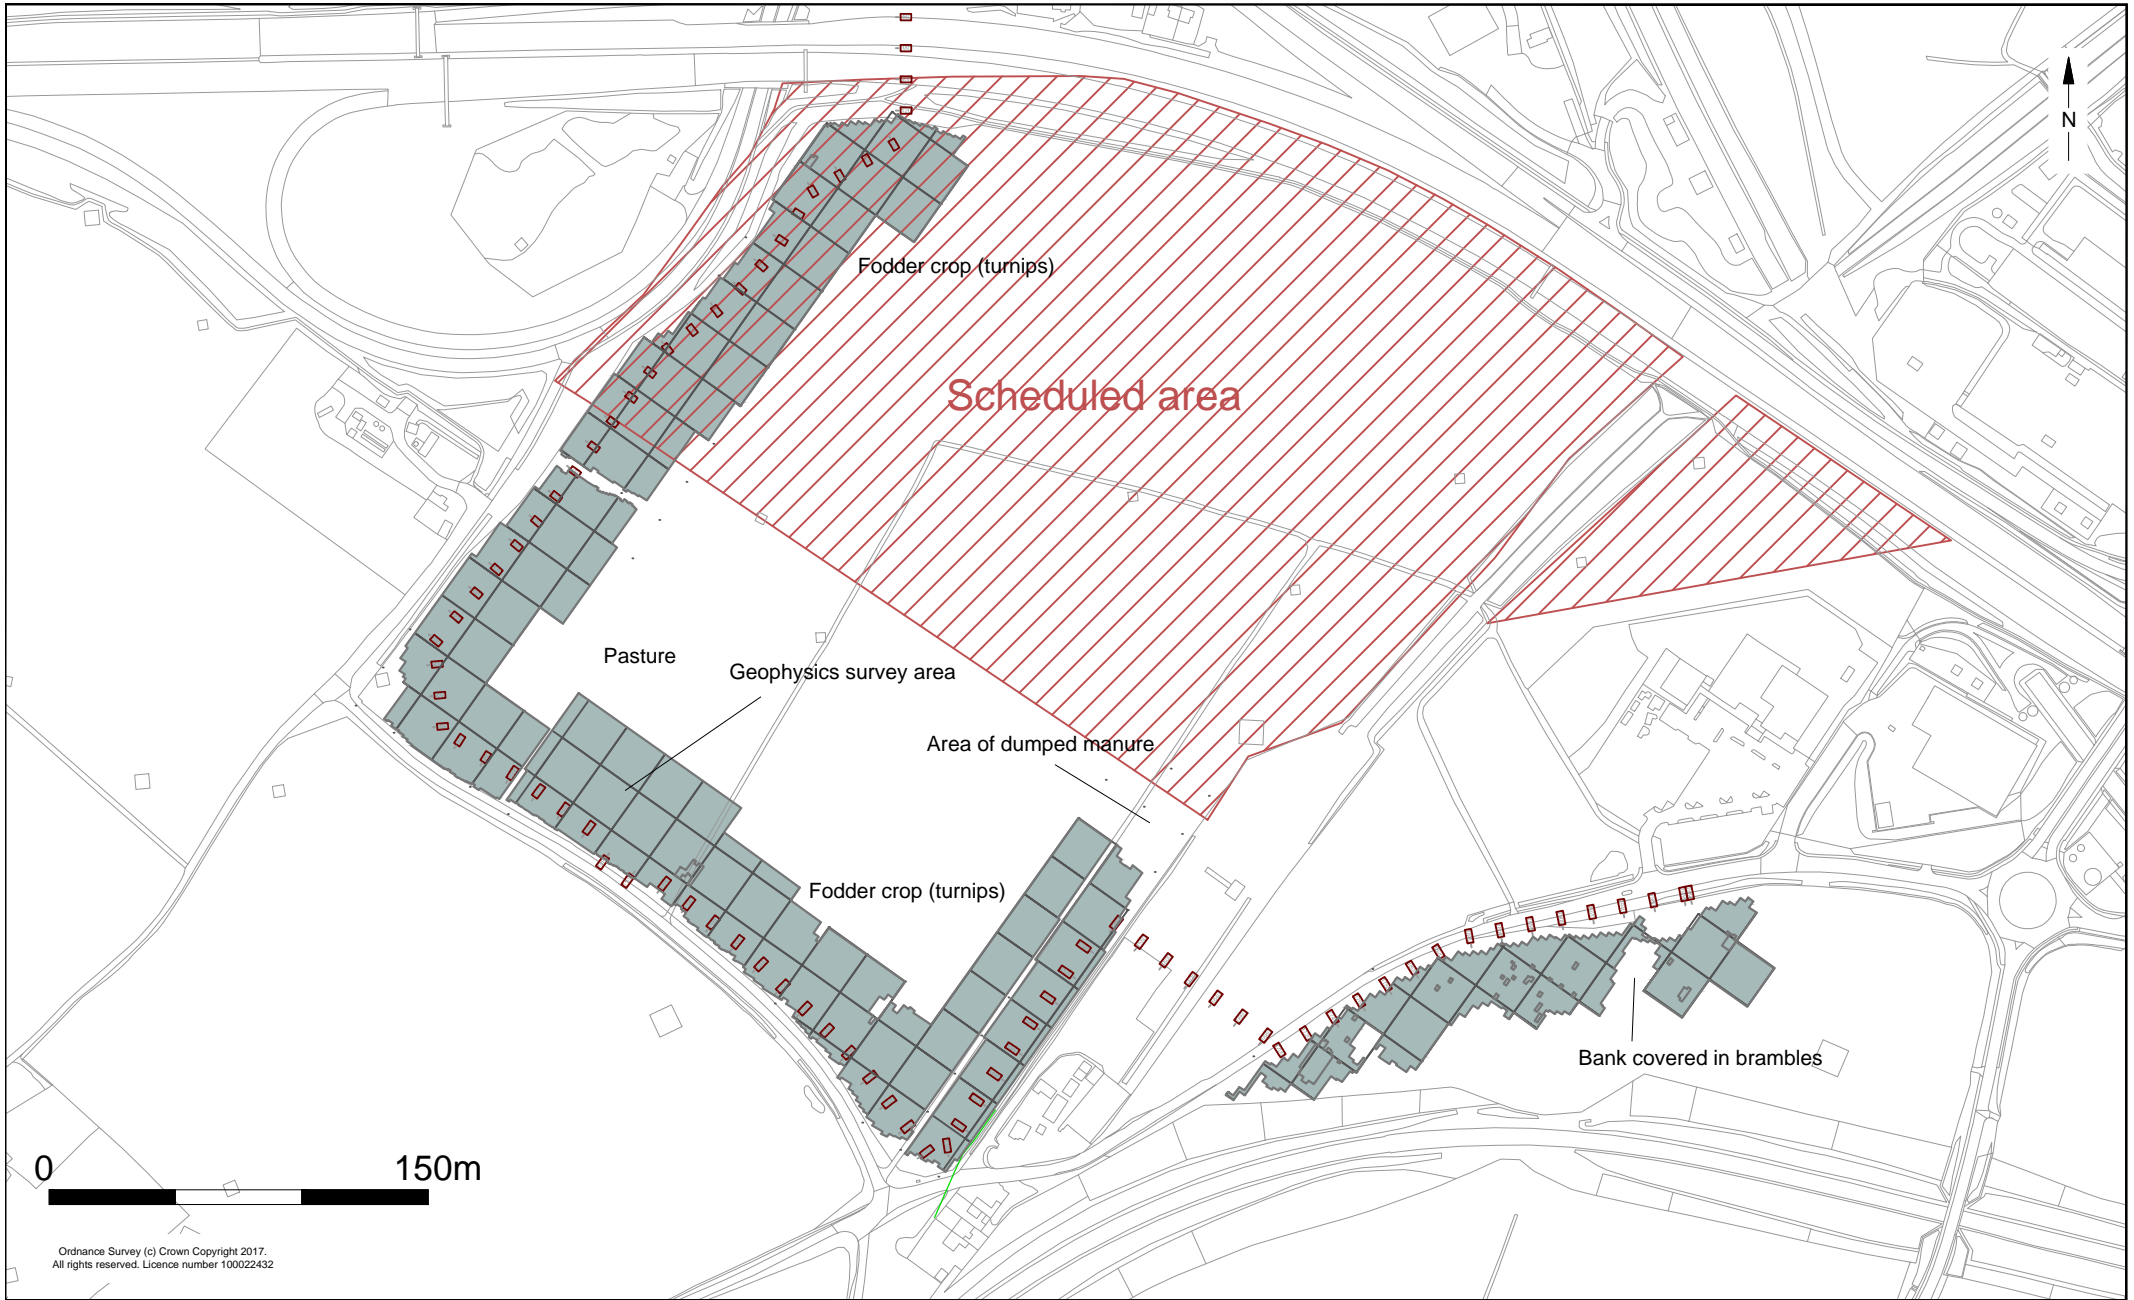 N
Fodder crop (turnips)
Scheduled area
Pasture
Geophysics survey area
Area of dumped manure
Fodder crop (turnips)
Bank covered in brambles
0 150m
Ordnance Survey (c) Crown Copyright 2017.
All rights reserved. Licence number 100022432